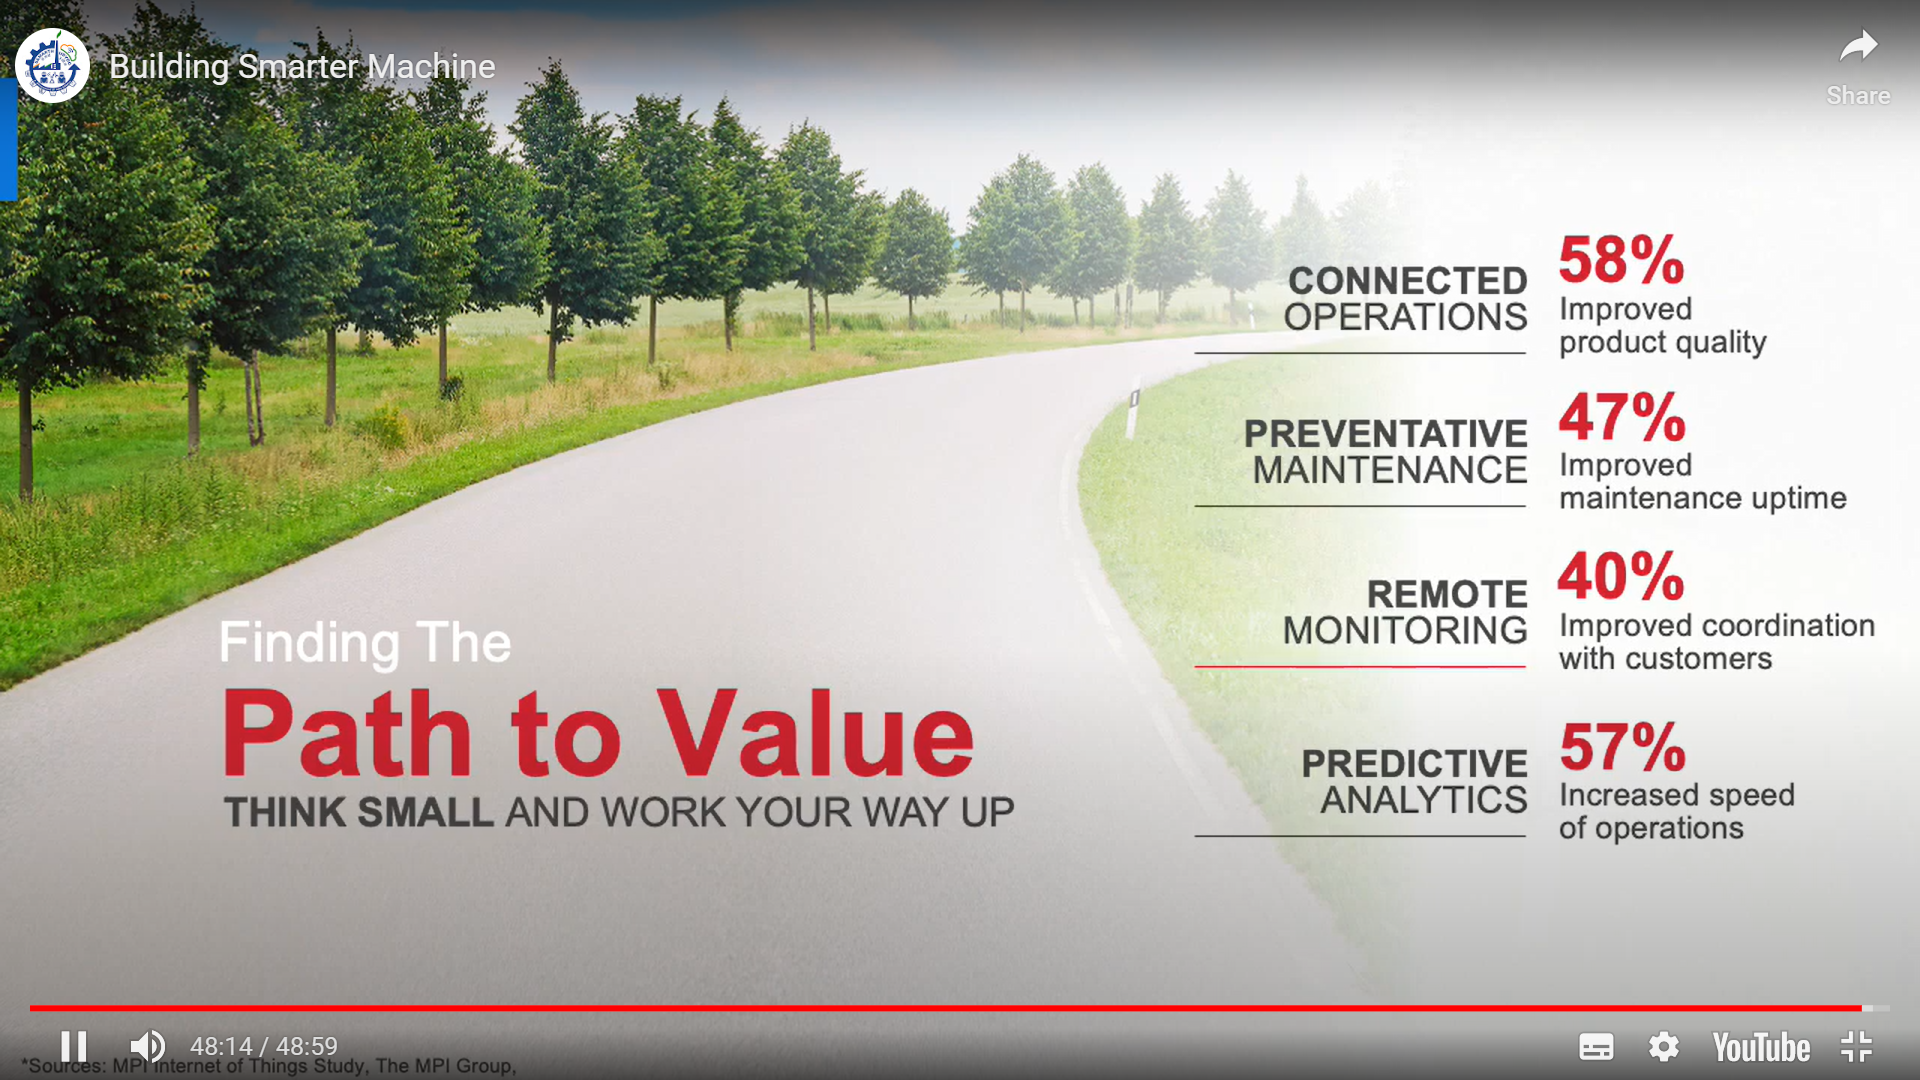 Building Smarter Machine
Share
CONNECTED
OPERATIONS
58%
Improved
product quality
PREVENTATIVE
MAINTENANCE
47%
Improved
maintenance uptime
REMOTE
MONITORING
40%
Improved coordination
with customers
PREDICTIVE
ANALYTICS
57%
Increased speed
of operations
Finding The
Path to Value
THINK SMALL AND WORK YOUR WAY UP
48:14 / 48:59
YouTube
*Sources: MPI Internet of Things Study, The MPI Group,